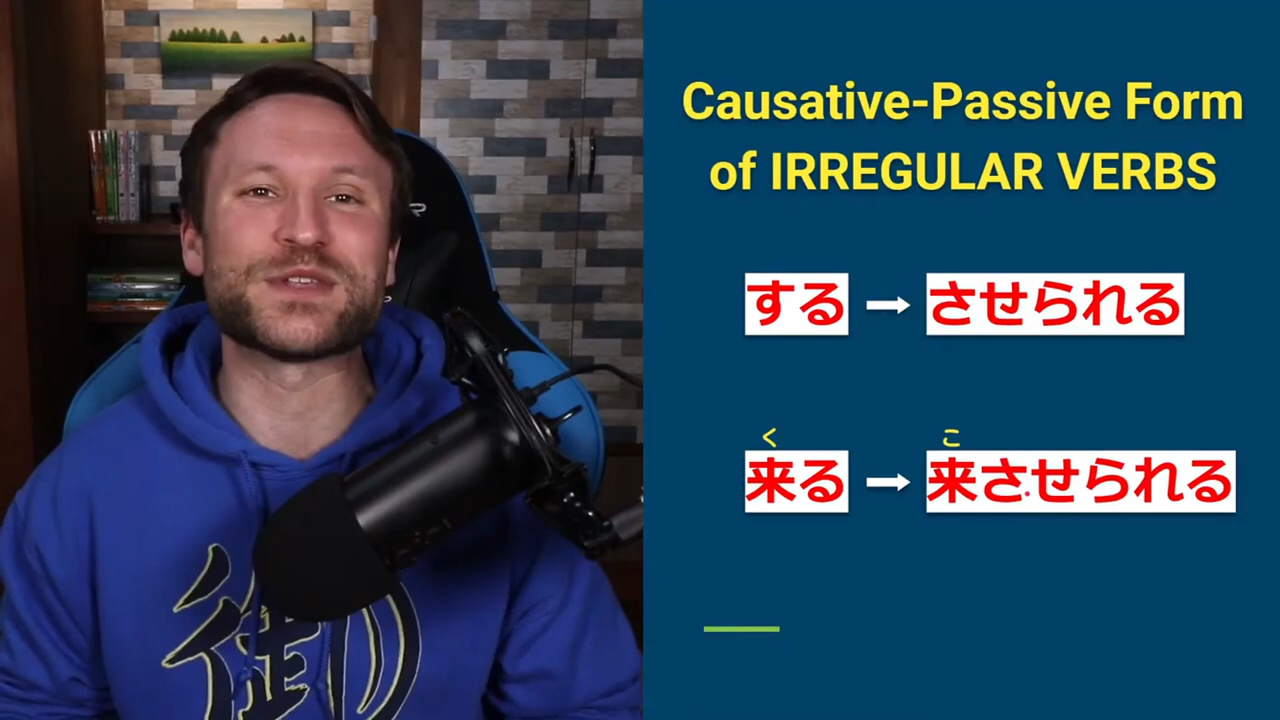 Causative-Passive Form
of IRREGULAR VERBS
する → させられる
く こ
来る → 来させられる
御